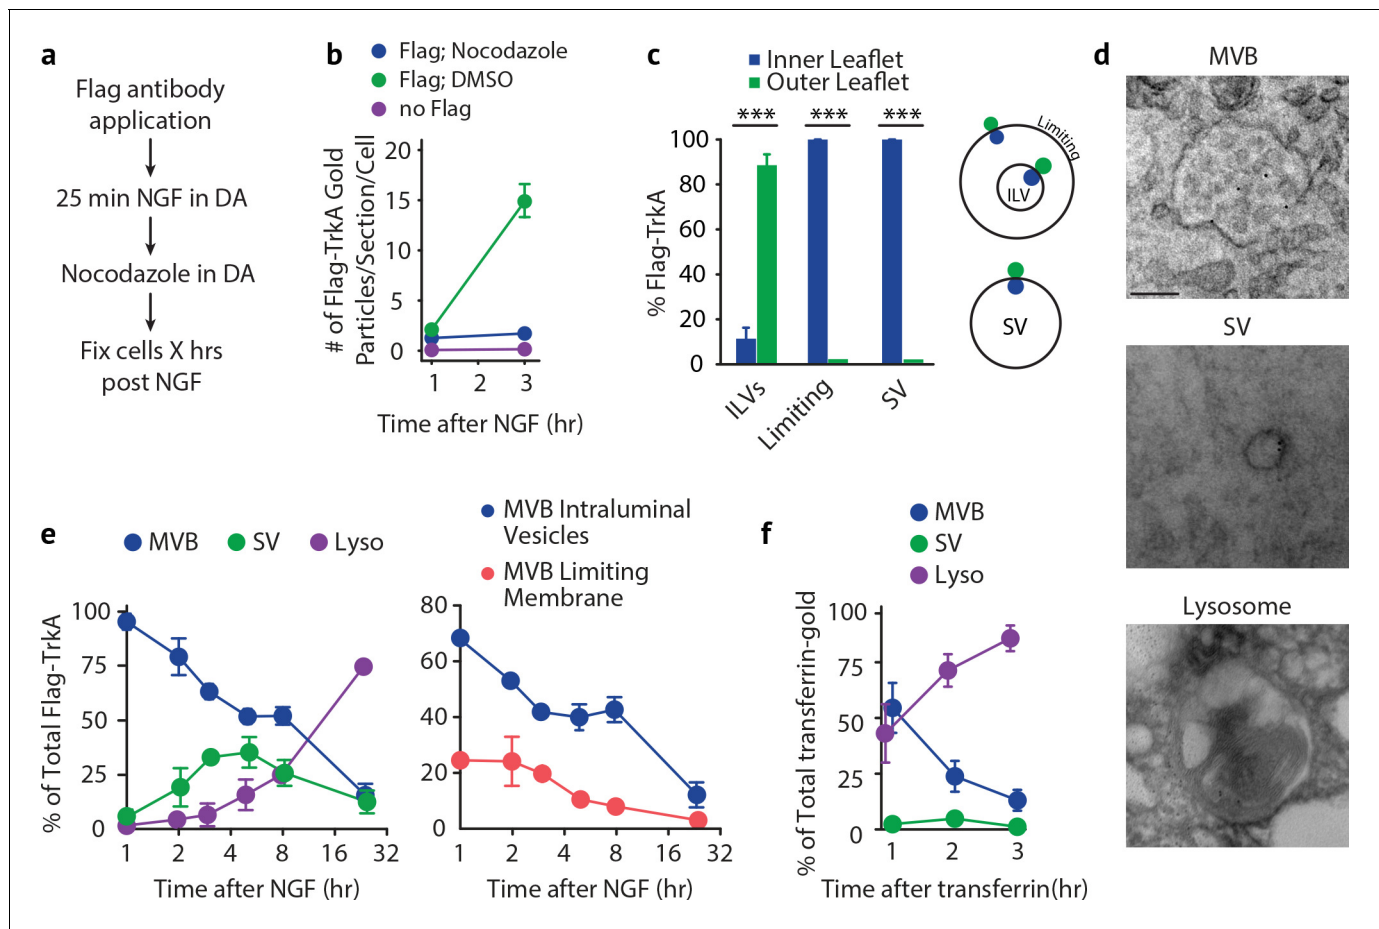 a
Flag antibody
application
25 min NGF in DA
Nocodazole in DA
Fix cells X hrs
post NGF
b
Flag; Nocodazole
Flag; DMSO
no Flag
# of Flag-TrkA Gold
Particles/Section/Cell
20
15
10
5
0
1 2 3
Time after NGF (hr)
c
Inner Leaflet
Outer Leaflet
*** *** ***
% Flag-TrkA
100
80
60
40
20
0
ILVs
Limiting
SV
Limiting
ILV
SV
d
MVB
SV
Lysosome
e
MVB SV Lyso
% of Total Flag-TrkA
100
75
50
25
0
1 2 4 8 16 32
Time after NGF (hr)
MVB Intraluminal
Vesicles
MVB Limiting
Membrane
80
60
40
20
0
1 2 4 8 16 32
Time after NGF (hr)
f
MVB
SV
Lyso
% of Total transferrin-gold
100
75
50
25
0
1 2 3
Time after transferrin(hr)